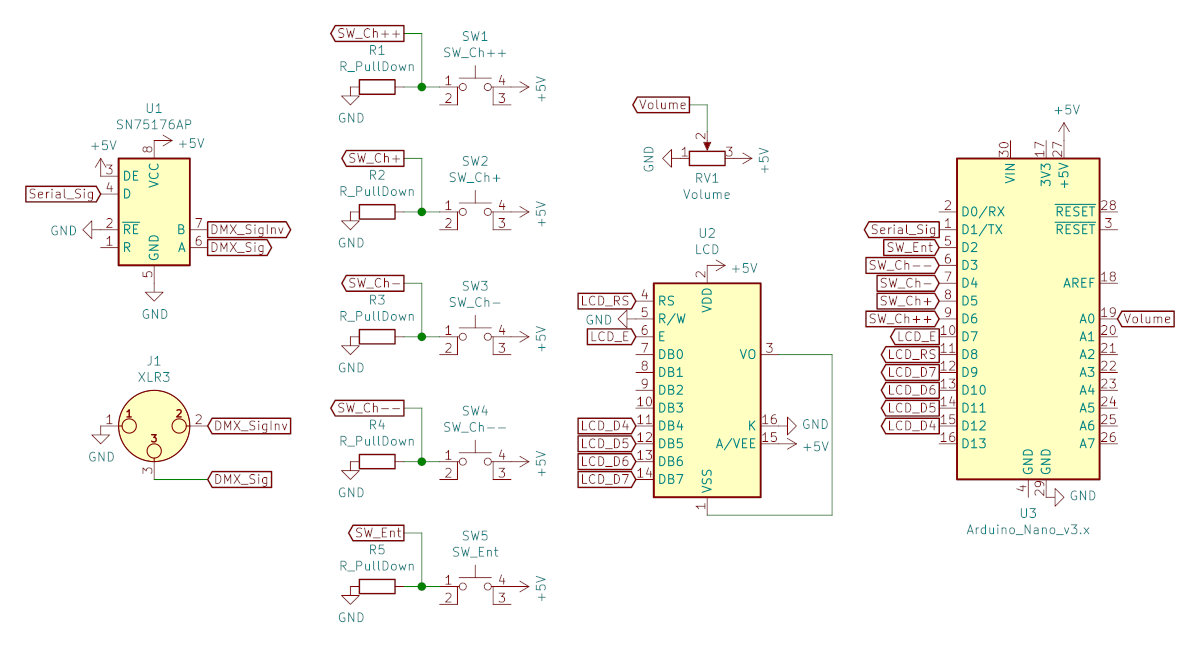 U1
SN75176AP
+5V
+5V
8
VCC
3
DE
Serial_Sig
4
D
GND
2
RE
B
7
DMX_SigInv
1
R
A
6
DMX_Sig
GND
5
GND
J1
XLR3
1
1
2
2
DMX_SigInv
3
GND
3
DMX_Sig
SW_Ch++
R1
R_PullDown
GND
SW1
SW_Ch++
1
4
2
3
+5V
SW_Ch+
R2
R_PullDown
GND
SW2
SW_Ch+
1
4
2
3
+5V
SW_Ch-
R3
R_PullDown
GND
SW3
SW_Ch-
1
4
2
3
+5V
SW_Ch--
R4
R_PullDown
GND
SW4
SW_Ch--
1
4
2
3
+5V
SW_Ent
R5
R_PullDown
GND
SW5
SW_Ent
1
4
2
3
+5V
Volume
2
GND
1
3
+5V
RV1
Volume
U2
LCD
2
+5V
VDD
LCD_RS
4
RS
GND
5
R/W
LCD_E
6
E
7
DB0
VO
3
8
DB1
9
DB2
10
DB3
LCD_D4
11
DB4
K
16
GND
LCD_D5
12
DB5
A/VEE
15
+5V
LCD_D6
13
DB6
LCD_D7
14
DB7
VSS
1
+5V
30
17
27
VIN
3V3
+5V
2
D0/RX
RESET
28
Serial_Sig
1
D1/TX
RESET
3
SW_Ent
5
D2
SW_Ch--
6
D3
SW_Ch-
7
D4
AREF
18
SW_Ch+
8
D5
SW_Ch++
9
D6
A0
19
Volume
LCD_E
10
D7
A1
20
LCD_RS
11
D8
A2
21
LCD_D7
12
D9
A3
22
LCD_D6
13
D10
A4
23
LCD_D5
14
D11
A5
24
LCD_D4
15
D12
A6
25
16
D13
A7
26
GND
GND
4
29
GND
U3
Arduino_Nano_v3.x